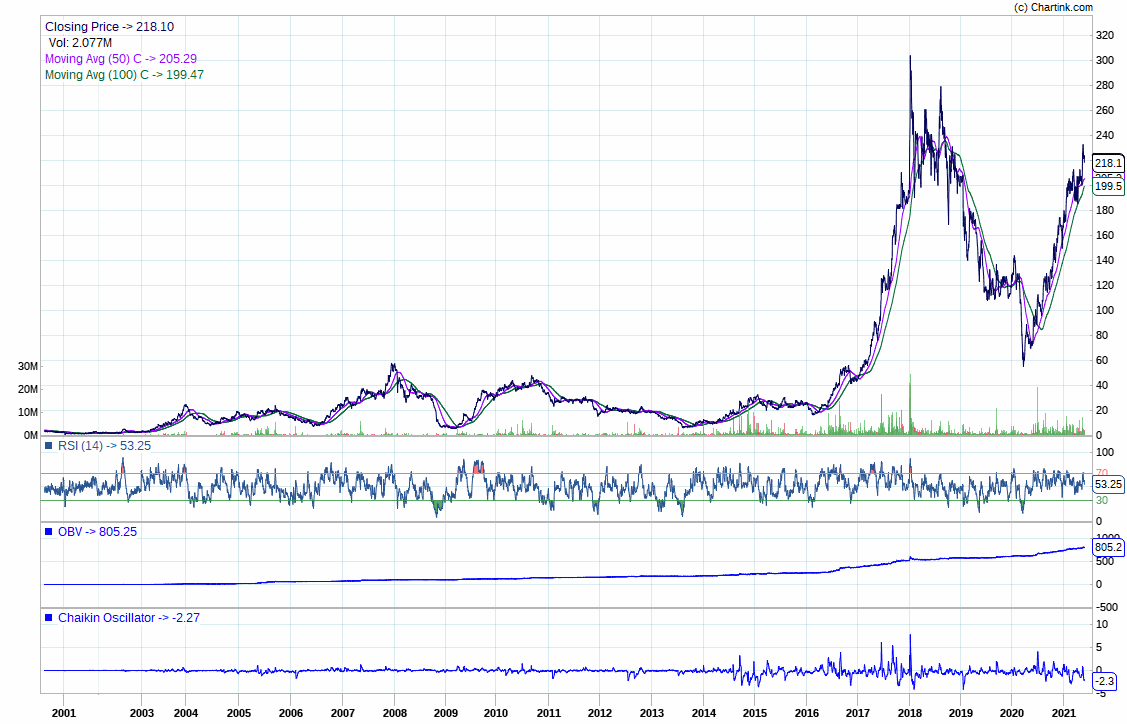 (c) Chartink.com
Closing Price -> 218.10
Vol: 2.077M
Moving Avg (50) C -> 205.29
Moving Avg (100) C -> 199.47
320
300
280
260
240
218.1
199.5
180
160
140
120
100
80
60
40
20
0
30M
20M
10M
0M
RSI (14) -> 53.25
100
70
53.25
30
0
OBV -> 805.25
1000
805.2
500
0
-500
Chaikin Oscillator -> -2.27
10
5
0
-2.3
-5
2001 2003 2004 2005 2006 2007 2008 2009 2010 2011 2012 2013 2014 2015 2016 2017 2018 2019 2020 2021